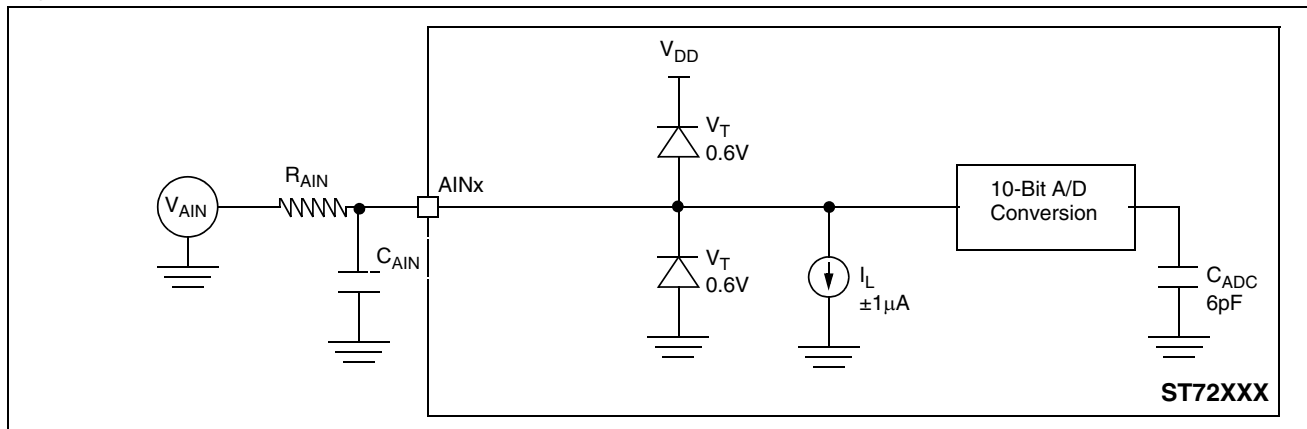 V_DD
V_T
0.6V
R_AIN
AINx
V_AIN
10-Bit A/D
Conversion
C_AIN
V_T
0.6V
I_L
±1μA
C_ADC
6pF
ST72XXX